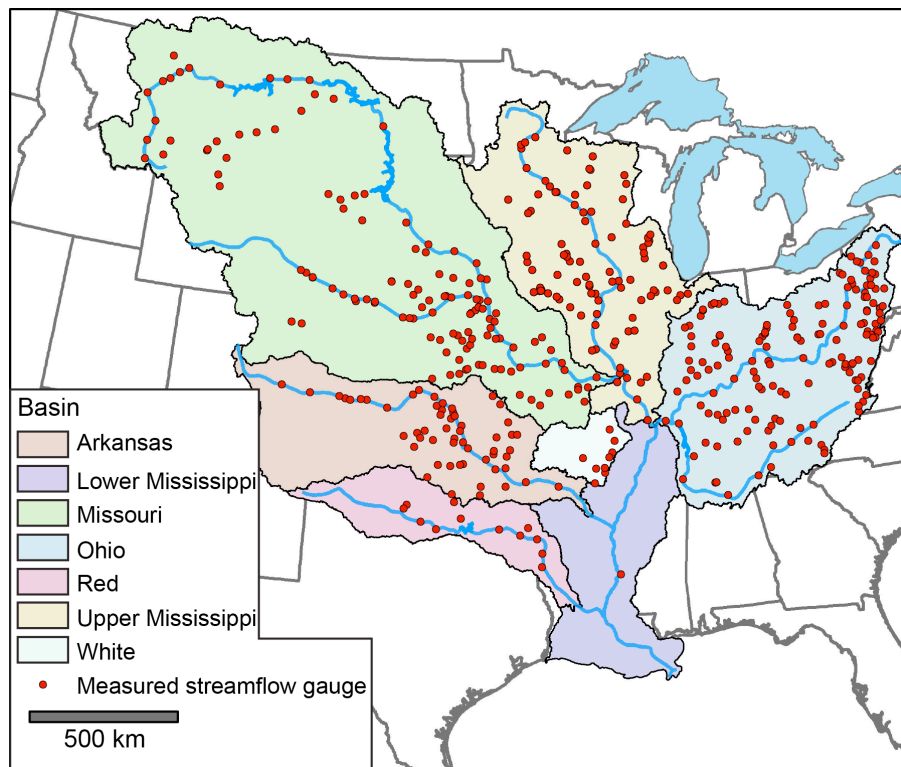 Basin
Arkansas
Lower Mississippi
Missouri
Ohio
Red
Upper Mississippi
White
Measured streamflow gauge
500 km